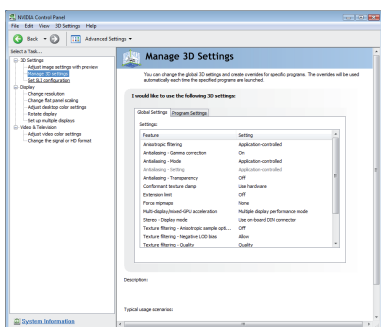 NVIDIA Control Panel
File Edit View 3D Settings Help
Back
Advanced Settings
Select a Task...
3D Settings
Adjust image settings with preview
Manage 3D settings
Set SLI configuration
Display
Change resolution
Change flat panel scaling
Adjust desktop color settings
Rotate display
Set up multiple displays
Video & Television
Adjust video color settings
Change the signal or HD format
System Information
Manage 3D Settings
You can change the global 3D settings and create overrides for specific programs. The overrides will be used
automatically each time the specified programs are launched.
I would like to use the following 3D settings:
Global Settings Program Settings
Settings:
Feature Setting
Anisotropic filtering Application-controlled
Antialiasing - Gamma correction On
Antialiasing - Mode Application-controlled
Antialiasing - Setting Application-controlled
Antialiasing - Transparency Off
Conformant texture clamp Use hardware
Extension limit Off
Force mipmaps None
Multi-display/mixed-GPU acceleration Multiple display performance mode
Stereo - Display mode Use on-board DIN connector
Texture filtering - Anisotropic sample opti... Off
Texture filtering - Negative LOD bias Allow
Texture filtering - Quality Quality
Description:
Typical usage scenarios: